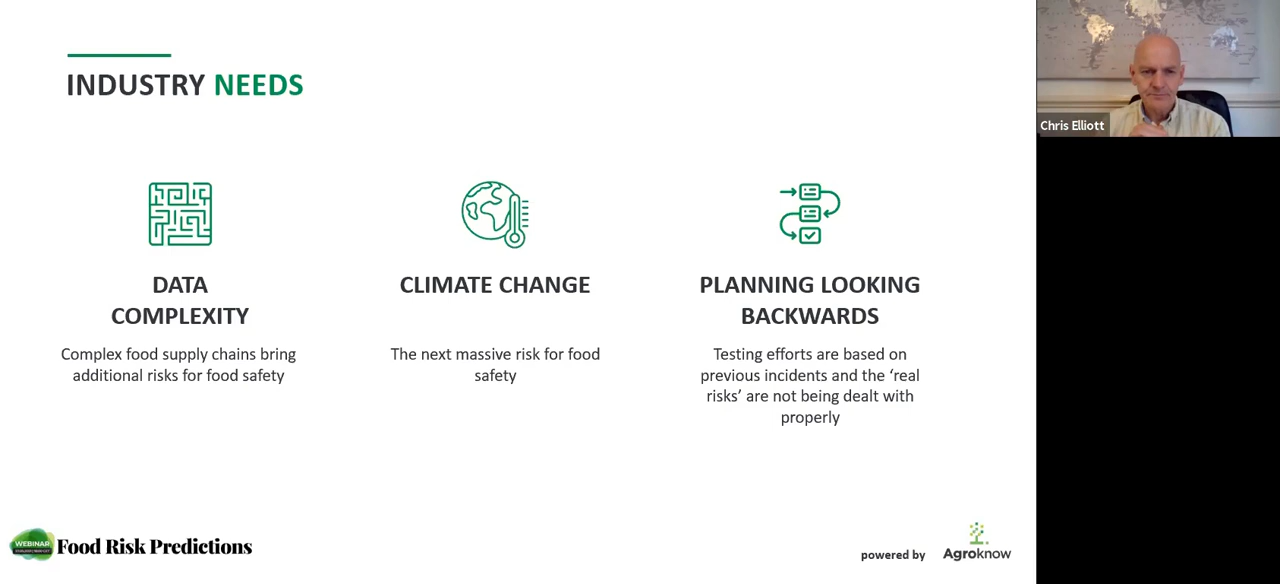 INDUSTRY NEEDS
DATA
COMPLEXITY
Complex food supply chains bring
additional risks for food safety
CLIMATE CHANGE
The next massive risk for food
safety
PLANNING LOOKING
BACKWARDS
Testing efforts are based on
previous incidents and the ‘real
risks’ are not being dealt with
properly
WEBINAR
Food Risk Predictions
powered by
Agroknow
Chris Elliott